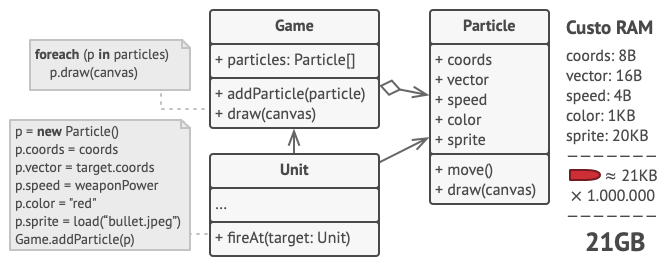 foreach (p in particles)
p.draw(canvas)
Game
+ particles: Particle[]
+ addParticle(particle)
+ draw(canvas)
Particle
+ coords
+ vector
+ speed
+ color
+ sprite
+ move()
+ draw(canvas)
Custo RAM
coords: 8B
vector: 16B
speed: 4B
color: 1KB
sprite: 20KB
≈ 21KB
× 1.000.000
21GB
p = new Particle()
p.coords = coords
p.vector = target.coords
p.speed = weaponPower
p.color = "red"
p.sprite = load("bullet.jpeg")
Game.addParticle(p)
Unit
...
+ fireAt(target: Unit)